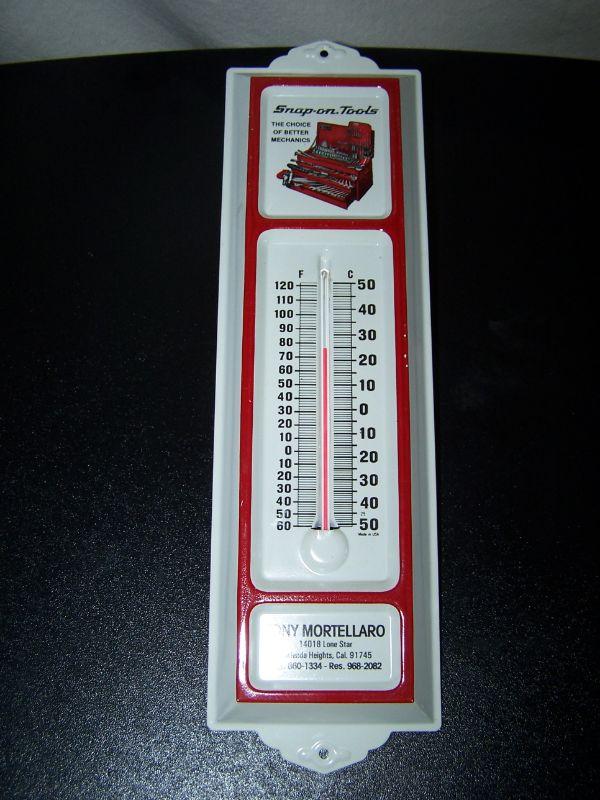 Snap-on Tools
THE CHOICE
OF BETTER
MECHANICS
F C
120 50
110
100 40
90
80 30
70 20
60
50 10
40
30 0
20
10 10
0
10 20
20
30 30
40 40
50
60 50
Made in USA
MORTELLARO
14018 Lone Star
Heights, Cal. 91745
660-1334 - Res. 968-2082